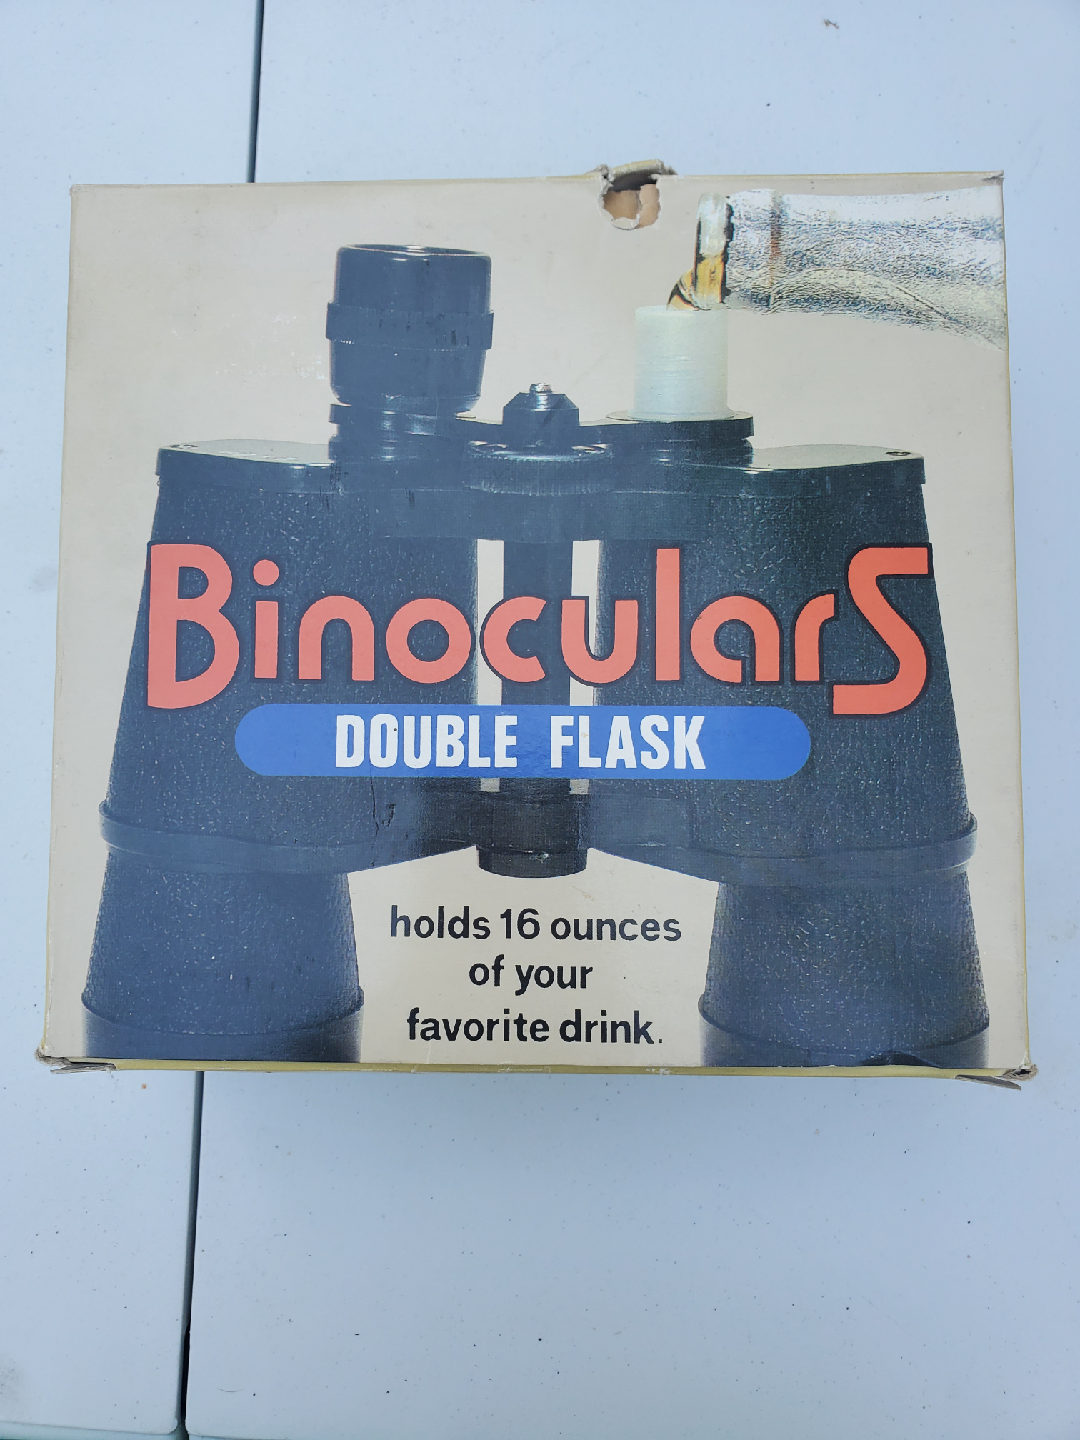 BinocularS
DOUBLE FLASK
holds 16 ounces
of your
favorite drink.